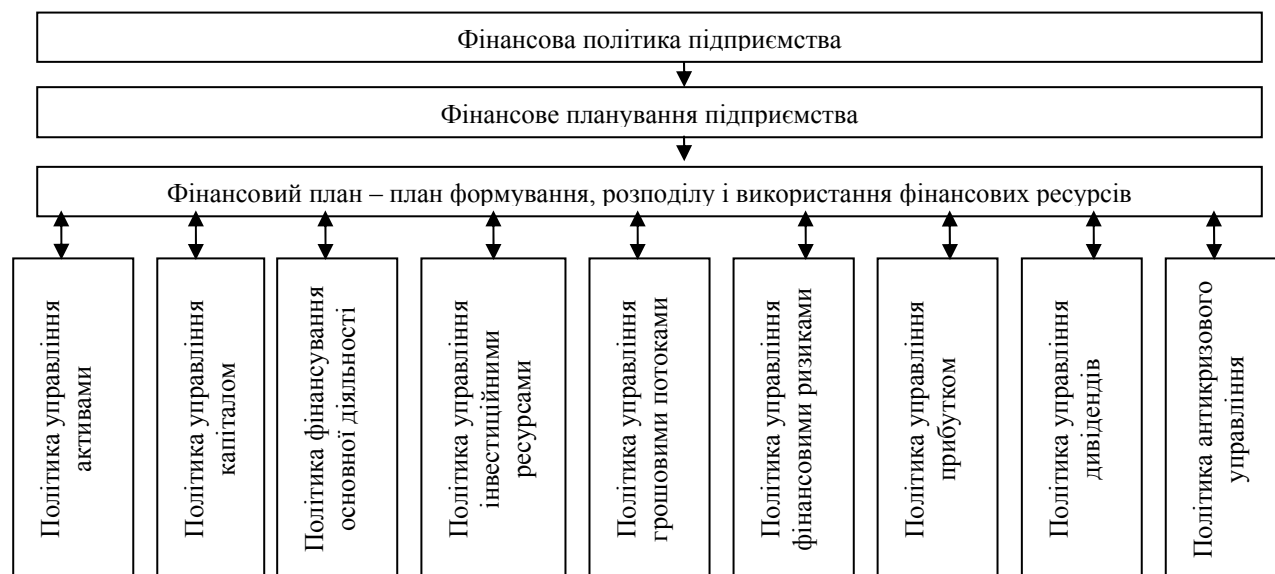 Фінансова політика підприємства
Фінансове планування підприємства
Фінансовий план – план формування, розподілу і використання фінансових ресурсів
Політика управління
активами
Політика управління
капіталом
Політика фінансування
основної діяльності
Політика управління
інвестиційними
ресурсами
Політика управління
грошовими потоками
Політика управління
фінансовими ризиками
Політика управління
прибутком
Політика управління
дивідендів
Політика антикризового
управління